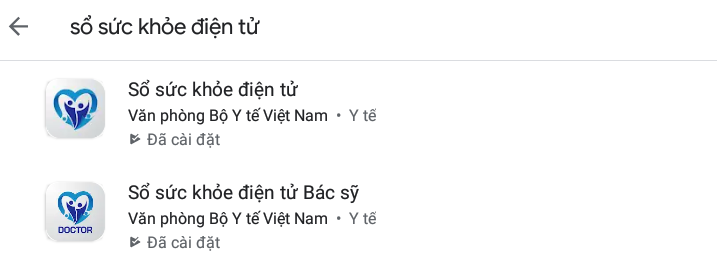 sổ sức khỏe điện tử
Sổ sức khỏe điện tử
Văn phòng Bộ Y tế Việt Nam • Y tế
Đã cài đặt
Sổ sức khỏe điện tử Bác sỹ
Văn phòng Bộ Y tế Việt Nam • Y tế
DOCTOR
Đã cài đặt